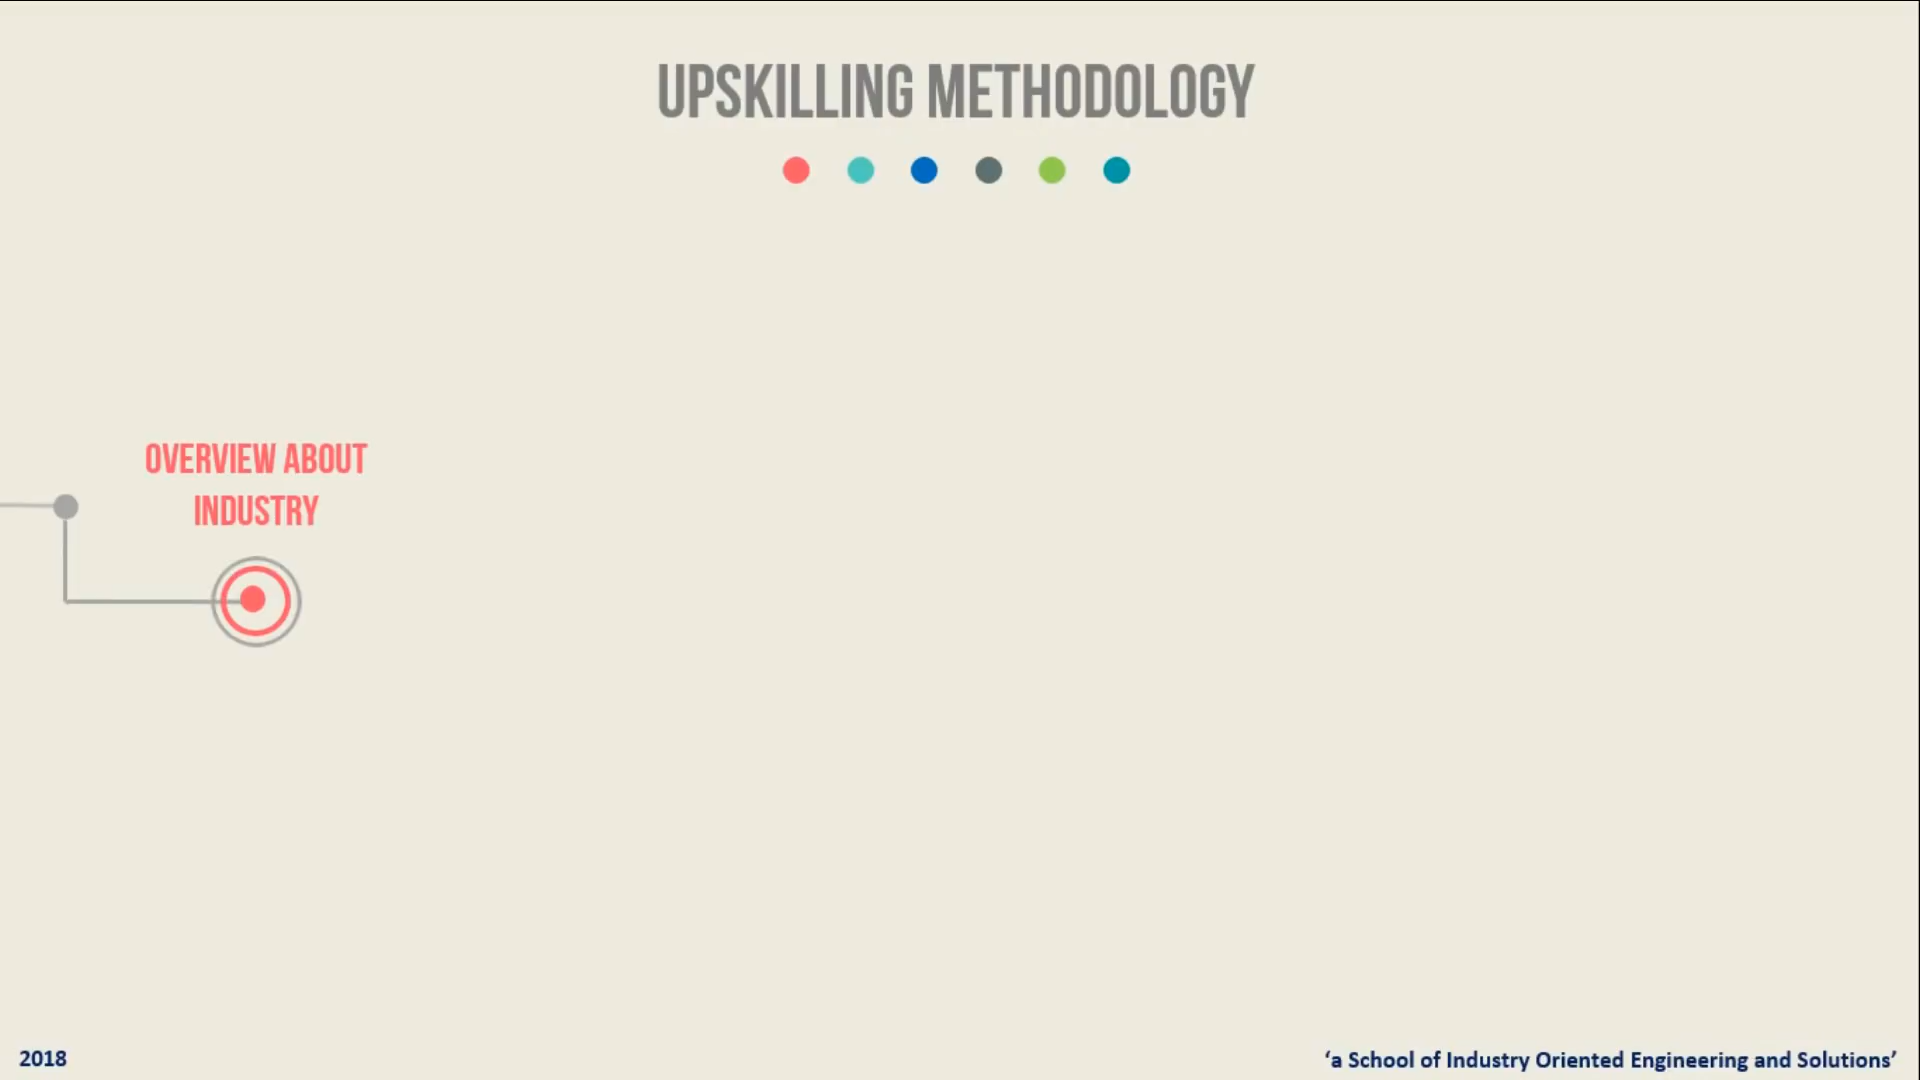 UPSKILLING METHODOLOGY
OVERVIEW ABOUT
INDUSTRY
2018
‘a School of Industry Oriented Engineering and Solutions’